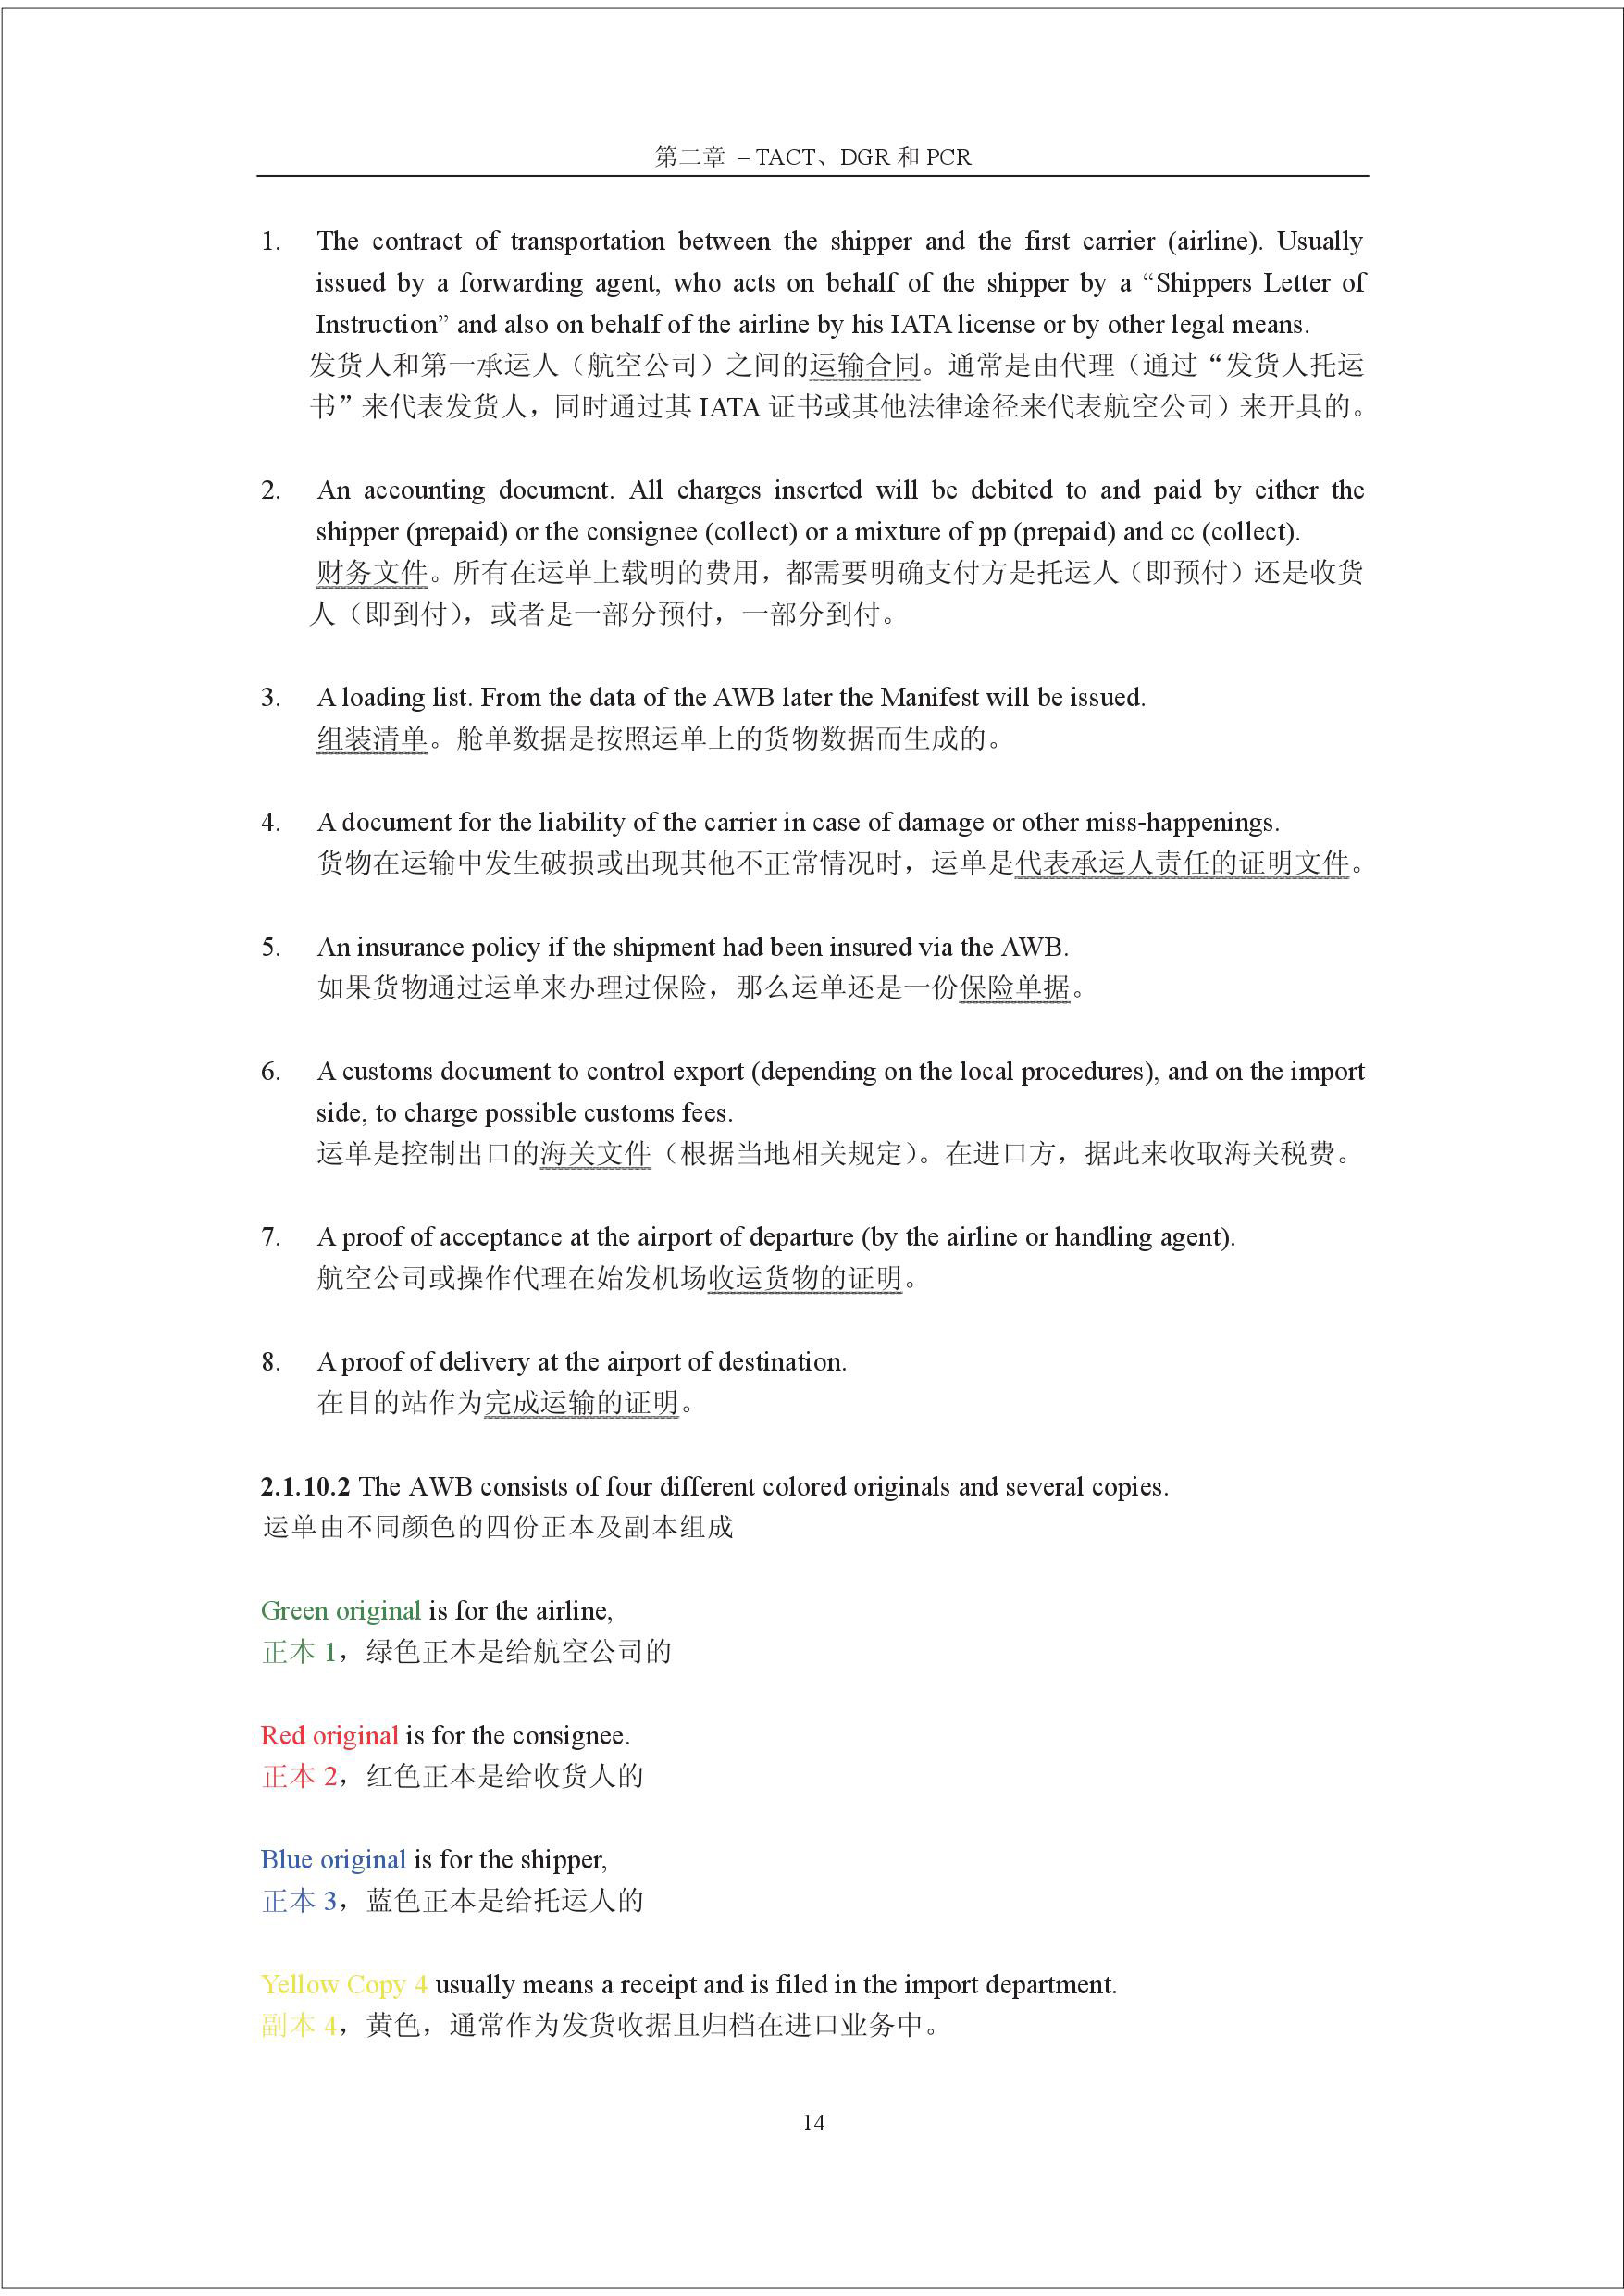 第二章 – TACT、DGR 和 PCR
1. The contract of transportation between the shipper and the first carrier (airline). Usually
issued by a forwarding agent, who acts on behalf of the shipper by a “Shippers Letter of
Instruction” and also on behalf of the airline by his IATA license or by other legal means.
发货人和第一承运人（航空公司）之间的运输合同。通常是由代理（通过“发货人托运
书”来代表发货人，同时通过其 IATA 证书或其他法律途径来代表航空公司）来开具的。
2. An accounting document. All charges inserted will be debited to and paid by either the
shipper (prepaid) or the consignee (collect) or a mixture of pp (prepaid) and cc (collect).
财务文件。所有在运单上载明的费用，都需要明确支付方是托运人（即预付）还是收货
人（即到付），或者是一部分预付，一部分到付。
3. A loading list. From the data of the AWB later the Manifest will be issued.
组装清单。舱单数据是按照运单上的货物数据而生成的。
4. A document for the liability of the carrier in case of damage or other miss-happenings.
货物在运输中发生破损或出现其他不正常情况时，运单是代表承运人责任的证明文件。
5. An insurance policy if the shipment had been insured via the AWB.
如果货物通过运单来办理过保险，那么运单还是一份保险单据。
6. A customs document to control export (depending on the local procedures), and on the import
side, to charge possible customs fees.
运单是控制出口的海关文件（根据当地相关规定）。在进口方，据此来收取海关税费。
7. A proof of acceptance at the airport of departure (by the airline or handling agent).
航空公司或操作代理在始发机场收运货物的证明。
8. A proof of delivery at the airport of destination.
在目的站作为完成运输的证明。
2.1.10.2 The AWB consists of four different colored originals and several copies.
运单由不同颜色的四份正本及副本组成
Green original is for the airline,
正本 1，绿色正本是给航空公司的
Red original is for the consignee.
正本 2，红色正本是给收货人的
Blue original is for the shipper,
正本 3，蓝色正本是给托运人的
Yellow Copy 4 usually means a receipt and is filed in the import department.
副本 4，黄色，通常作为发货收据且归档在进口业务中。
14